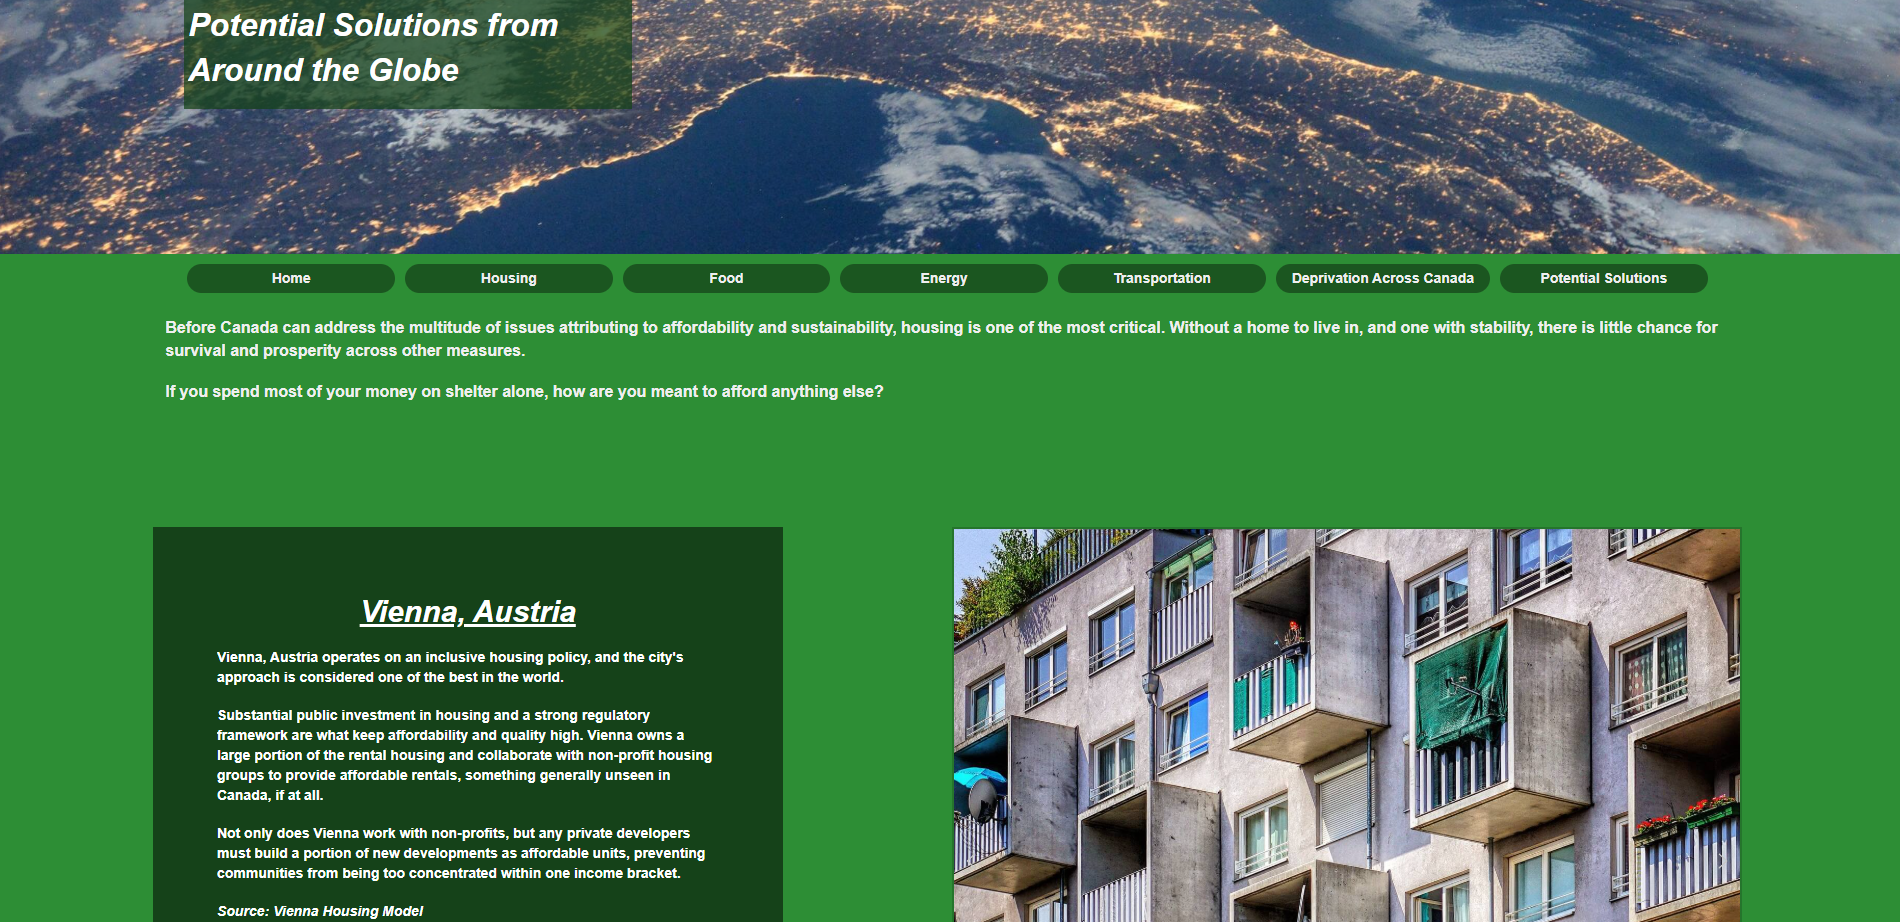 Potential Solutions from
Around the Globe
Home Housing Food Energy Transportation Deprivation Across Canada Potential Solutions
Before Canada can address the multitude of issues attributing to affordability and sustainability, housing is one of the most critical. Without a home to live in, and one with stability, there is little chance for
survival and prosperity across other measures.
If you spend most of your money on shelter alone, how are you meant to afford anything else?
Vienna, Austria
Vienna, Austria operates on an inclusive housing policy, and the city's
approach is considered one of the best in the world.
Substantial public investment in housing and a strong regulatory
framework are what keep affordability and quality high. Vienna owns a
large portion of the rental housing and collaborate with non-profit housing
groups to provide affordable rentals, something generally unseen in
Canada, if at all.
Not only does Vienna work with non-profits, but any private developers
must build a portion of new developments as affordable units, preventing
communities from being too concentrated within one income bracket.
Source: Vienna Housing Model